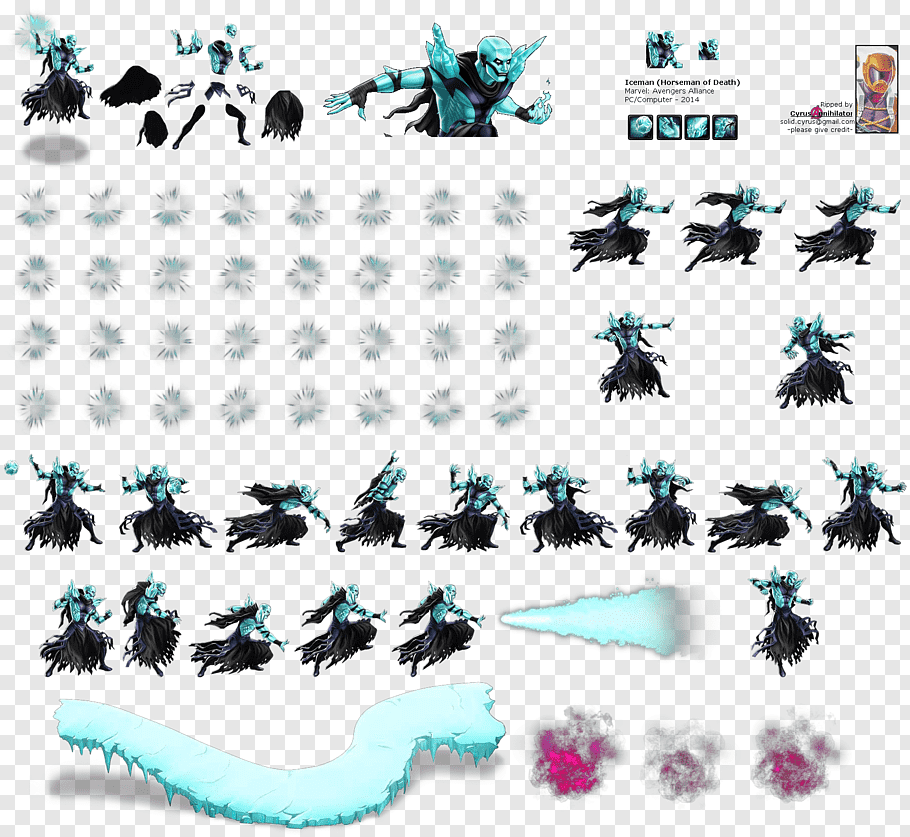 Iceman (Horseman of Death)
Marvel: Avengers Alliance
PC/Computer - 2014
Ripped by
Cyrus Annihilator
solid.cyrus@gmail.com
-please give credit-